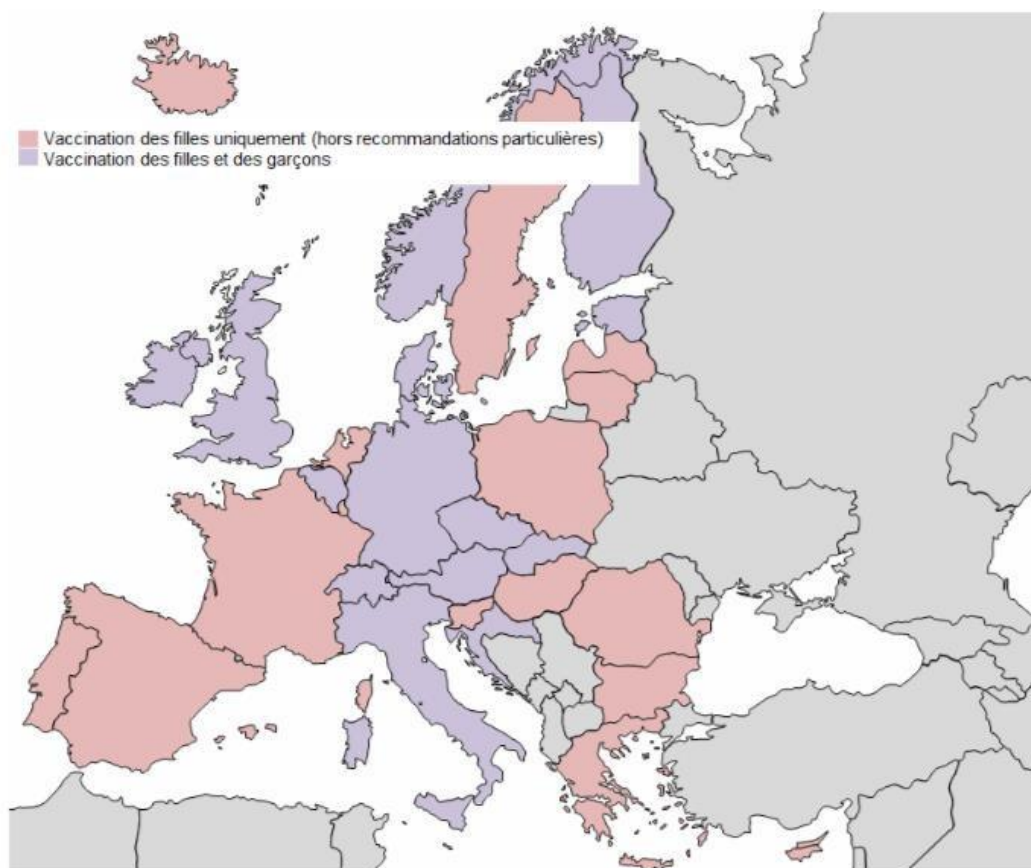 Vaccination des filles uniquement (hors recommandations particulières)
Vaccination des filles et des garçons